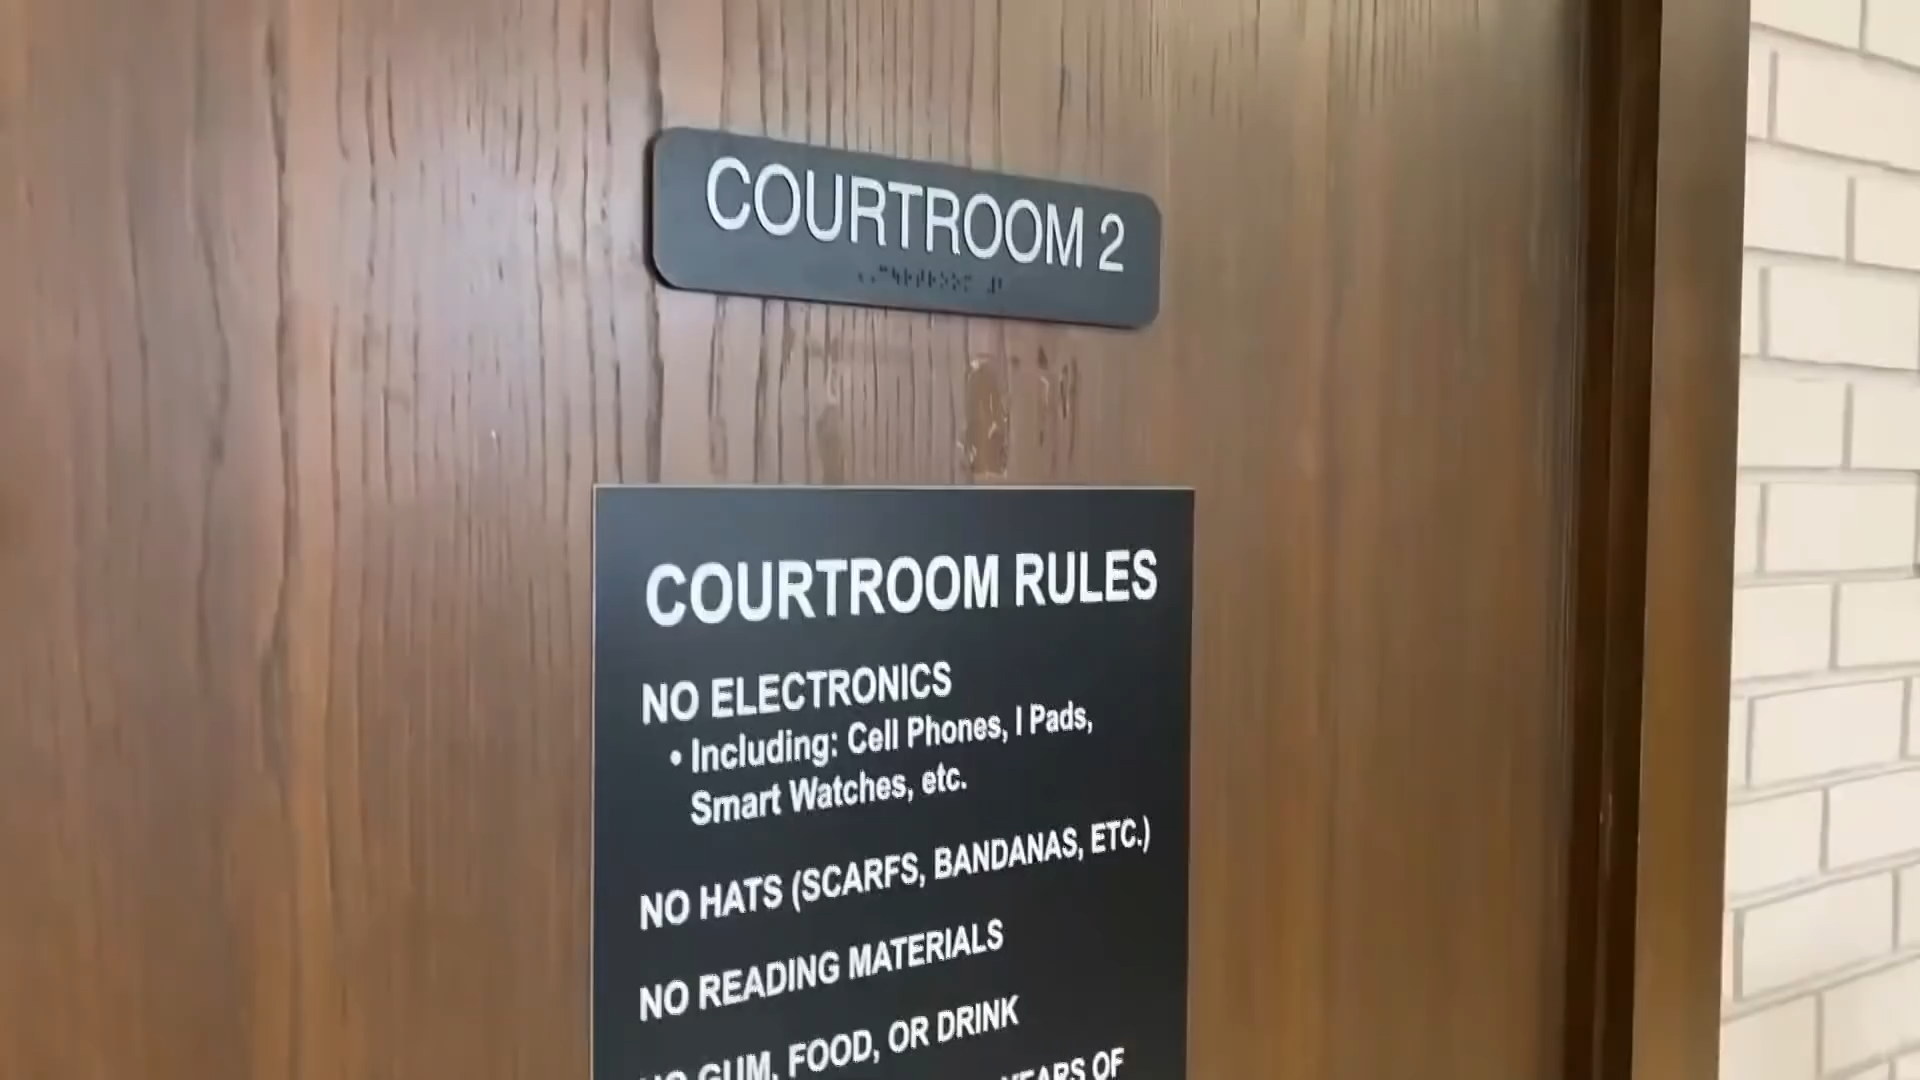 COURTROOM 2
COURTROOM RULES
NO ELECTRONICS
• Including: Cell Phones, I Pads,
Smart Watches, etc.
NO HATS (SCARFS, BANDANAS, ETC.)
NO READING MATERIALS
NO GUM, FOOD, OR DRINK
YEARS OF